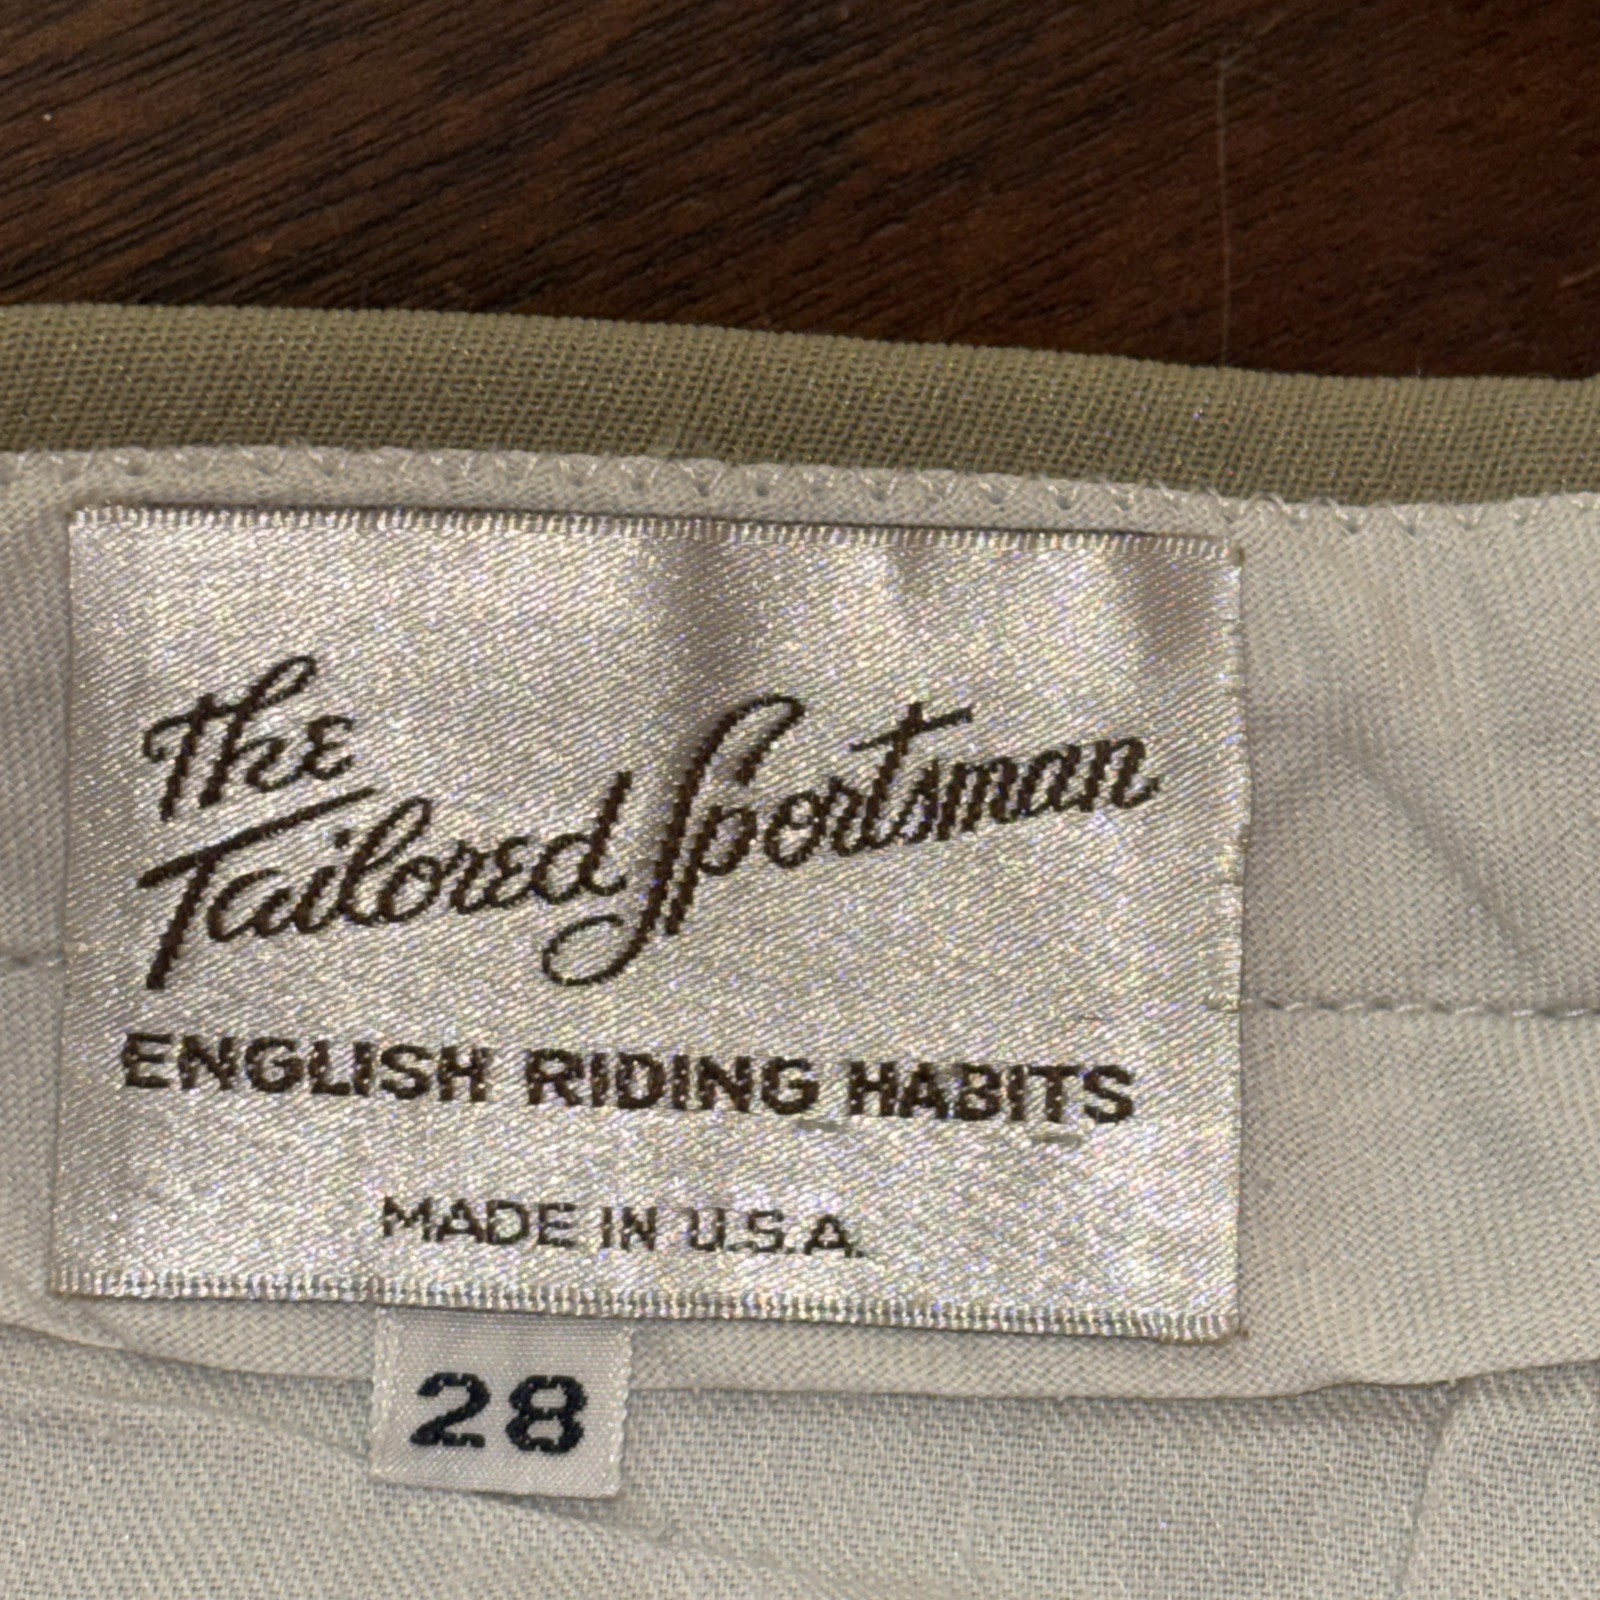 The
Tailored Sportsman
ENGLISH RIDING HABITS
MADE IN U.S.A.
28